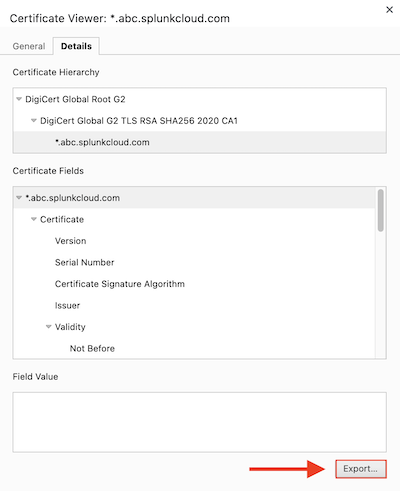 Certificate Viewer: *.abc.splunkcloud.com
General Details
Certificate Hierarchy
DigiCert Global Root G2
DigiCert Global G2 TLS RSA SHA256 2020 CA1
*.abc.splunkcloud.com
Certificate Fields
*.abc.splunkcloud.com
Certificate
Version
Serial Number
Certificate Signature Algorithm
Issuer
Validity
Not Before
Field Value
Export...